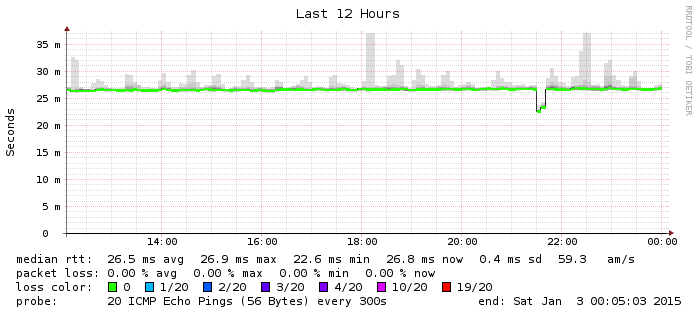 Last 12 Hours
RRDTOOL / TOBI OETIKER
Seconds
35 m
30 m
25 m
20 m
15 m
10 m
5 m
0
14:00 16:00 18:00 20:00 22:00 00:00
median rtt: 26.5 ms avg 26.9 ms max 22.6 ms min 26.8 ms now 0.4 ms sd 59.3 am/s
packet loss: 0.00 % avg 0.00 % max 0.00 % min 0.00 % now
loss color: 0 1/20 2/20 3/20 4/20 10/20 19/20
probe: 20 ICMP Echo Pings (56 Bytes) every 300s end: Sat Jan 3 00:05:03 2015